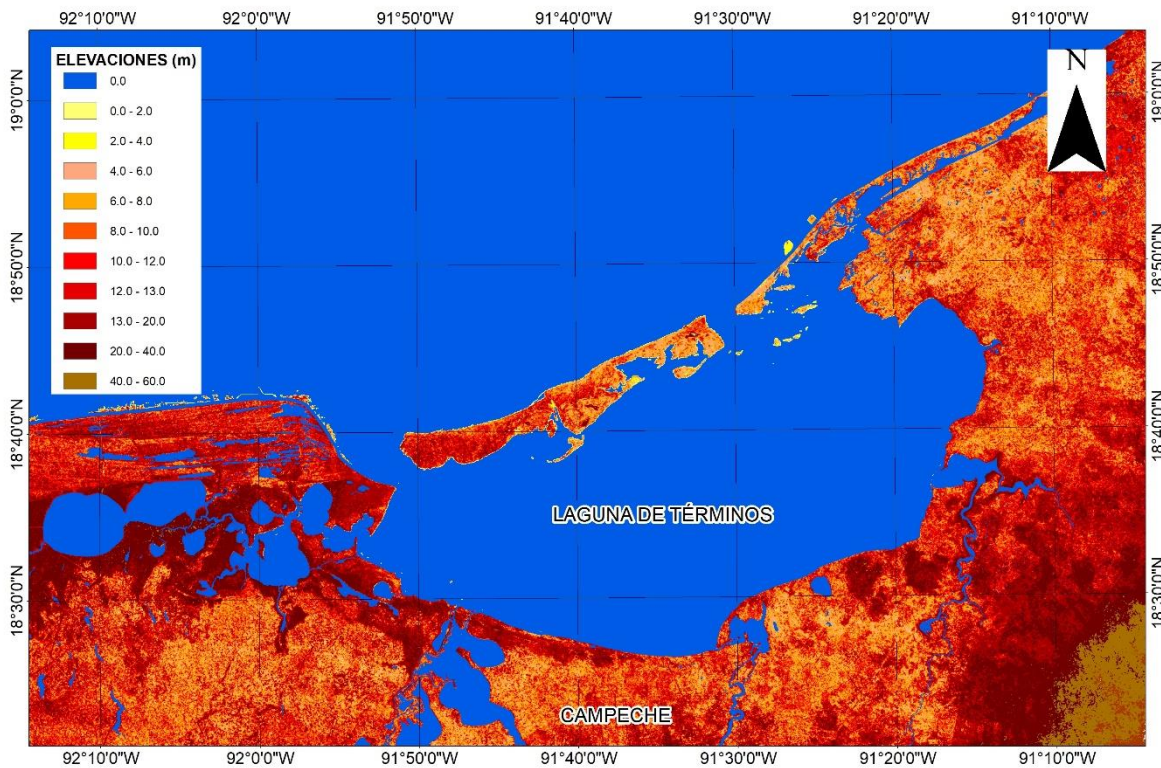 92°10'0"W 92°0'0"W 91°50'0"W 91°40'0"W 91°30'0"W 91°20'0"W 91°10'0"W
ELEVACIONES (m)
0.0
0.0 - 2.0
2.0 - 4.0
4.0 - 6.0
6.0 - 8.0
8.0 - 10.0
10.0 - 12.0
12.0 - 13.0
13.0 - 20.0
20.0 - 40.0
40.0 - 60.0
N
19°0'0"N
18°50'0"N
18°40'0"N
18°30'0"N
19°0'0"N
18°50'0"N
18°40'0"N
18°30'0"N
LAGUNA DE TÉRMINOS
CAMPECHE
92°10'0"W 92°0'0"W 91°50'0"W 91°40'0"W 91°30'0"W 91°20'0"W 91°10'0"W